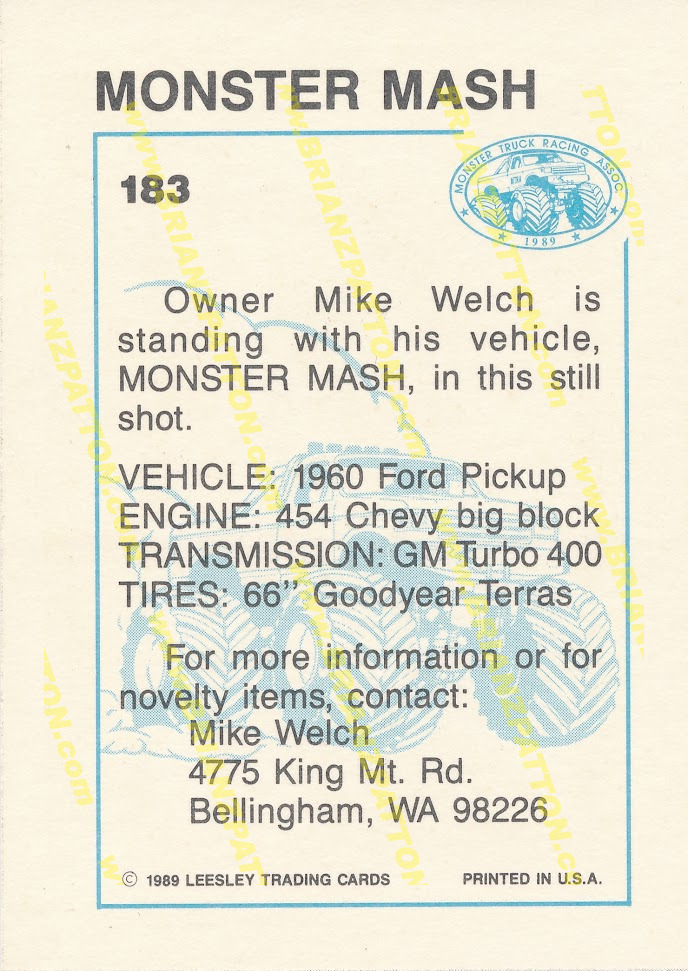 MONSTER MASH
183
MONSTER TRUCK RACING ASSOC.
1989
Owner Mike Welch is
standing with his vehicle,
MONSTER MASH, in this still
shot.
VEHICLE: 1960 Ford Pickup
ENGINE: 454 Chevy big block
TRANSMISSION: GM Turbo 400
TIRES: 66” Goodyear Terras
For more information or for
novelty items, contact:
Mike Welch
4775 King Mt. Rd.
Bellingham, WA 98226
© 1989 LEESLEY TRADING CARDS PRINTED IN U.S.A.
www.BRIANZPATTON.com